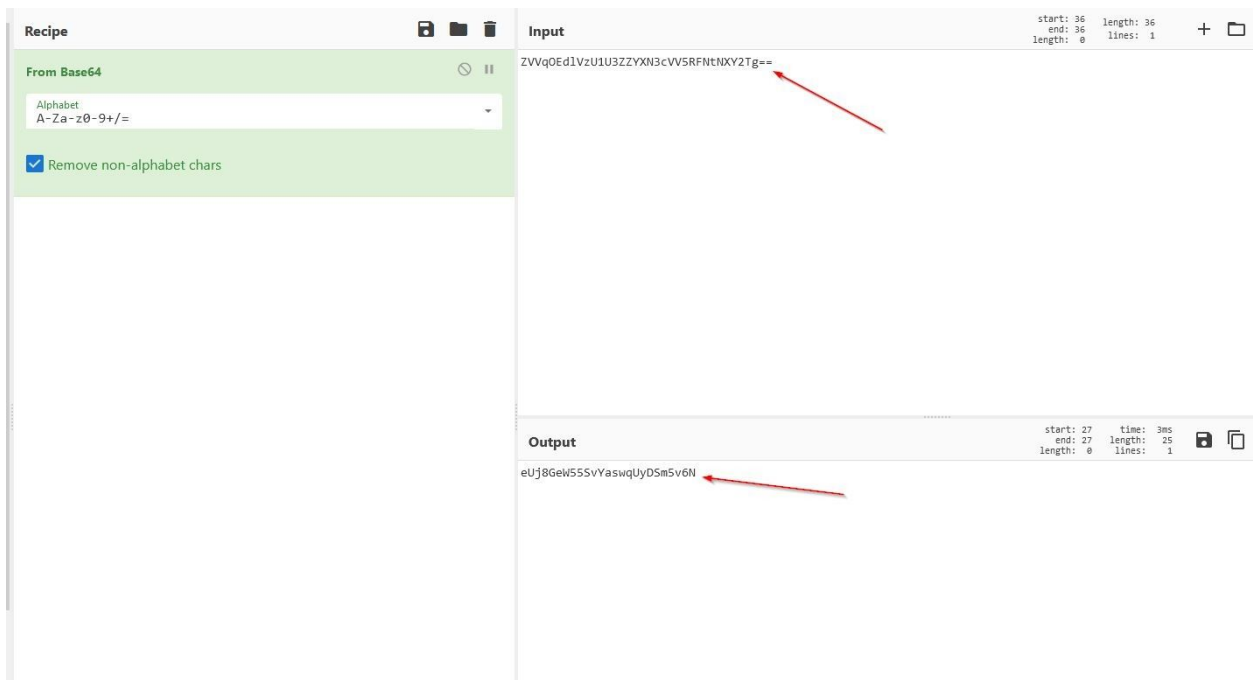 Recipe
From Base64
Alphabet
A-Za-z0-9+/=
Remove non-alphabet chars
Input
start: 36
end: 36
length: 0
length: 36
lines: 1
ZVVqOEdlVzU1U3ZZYXN3cVV5RFNtNXY2Tg==
Output
start: 27
end: 27
length: 0
time: 3ms
length: 25
lines: 1
eUj8GeW55SvYaswqUyDSm5v6N